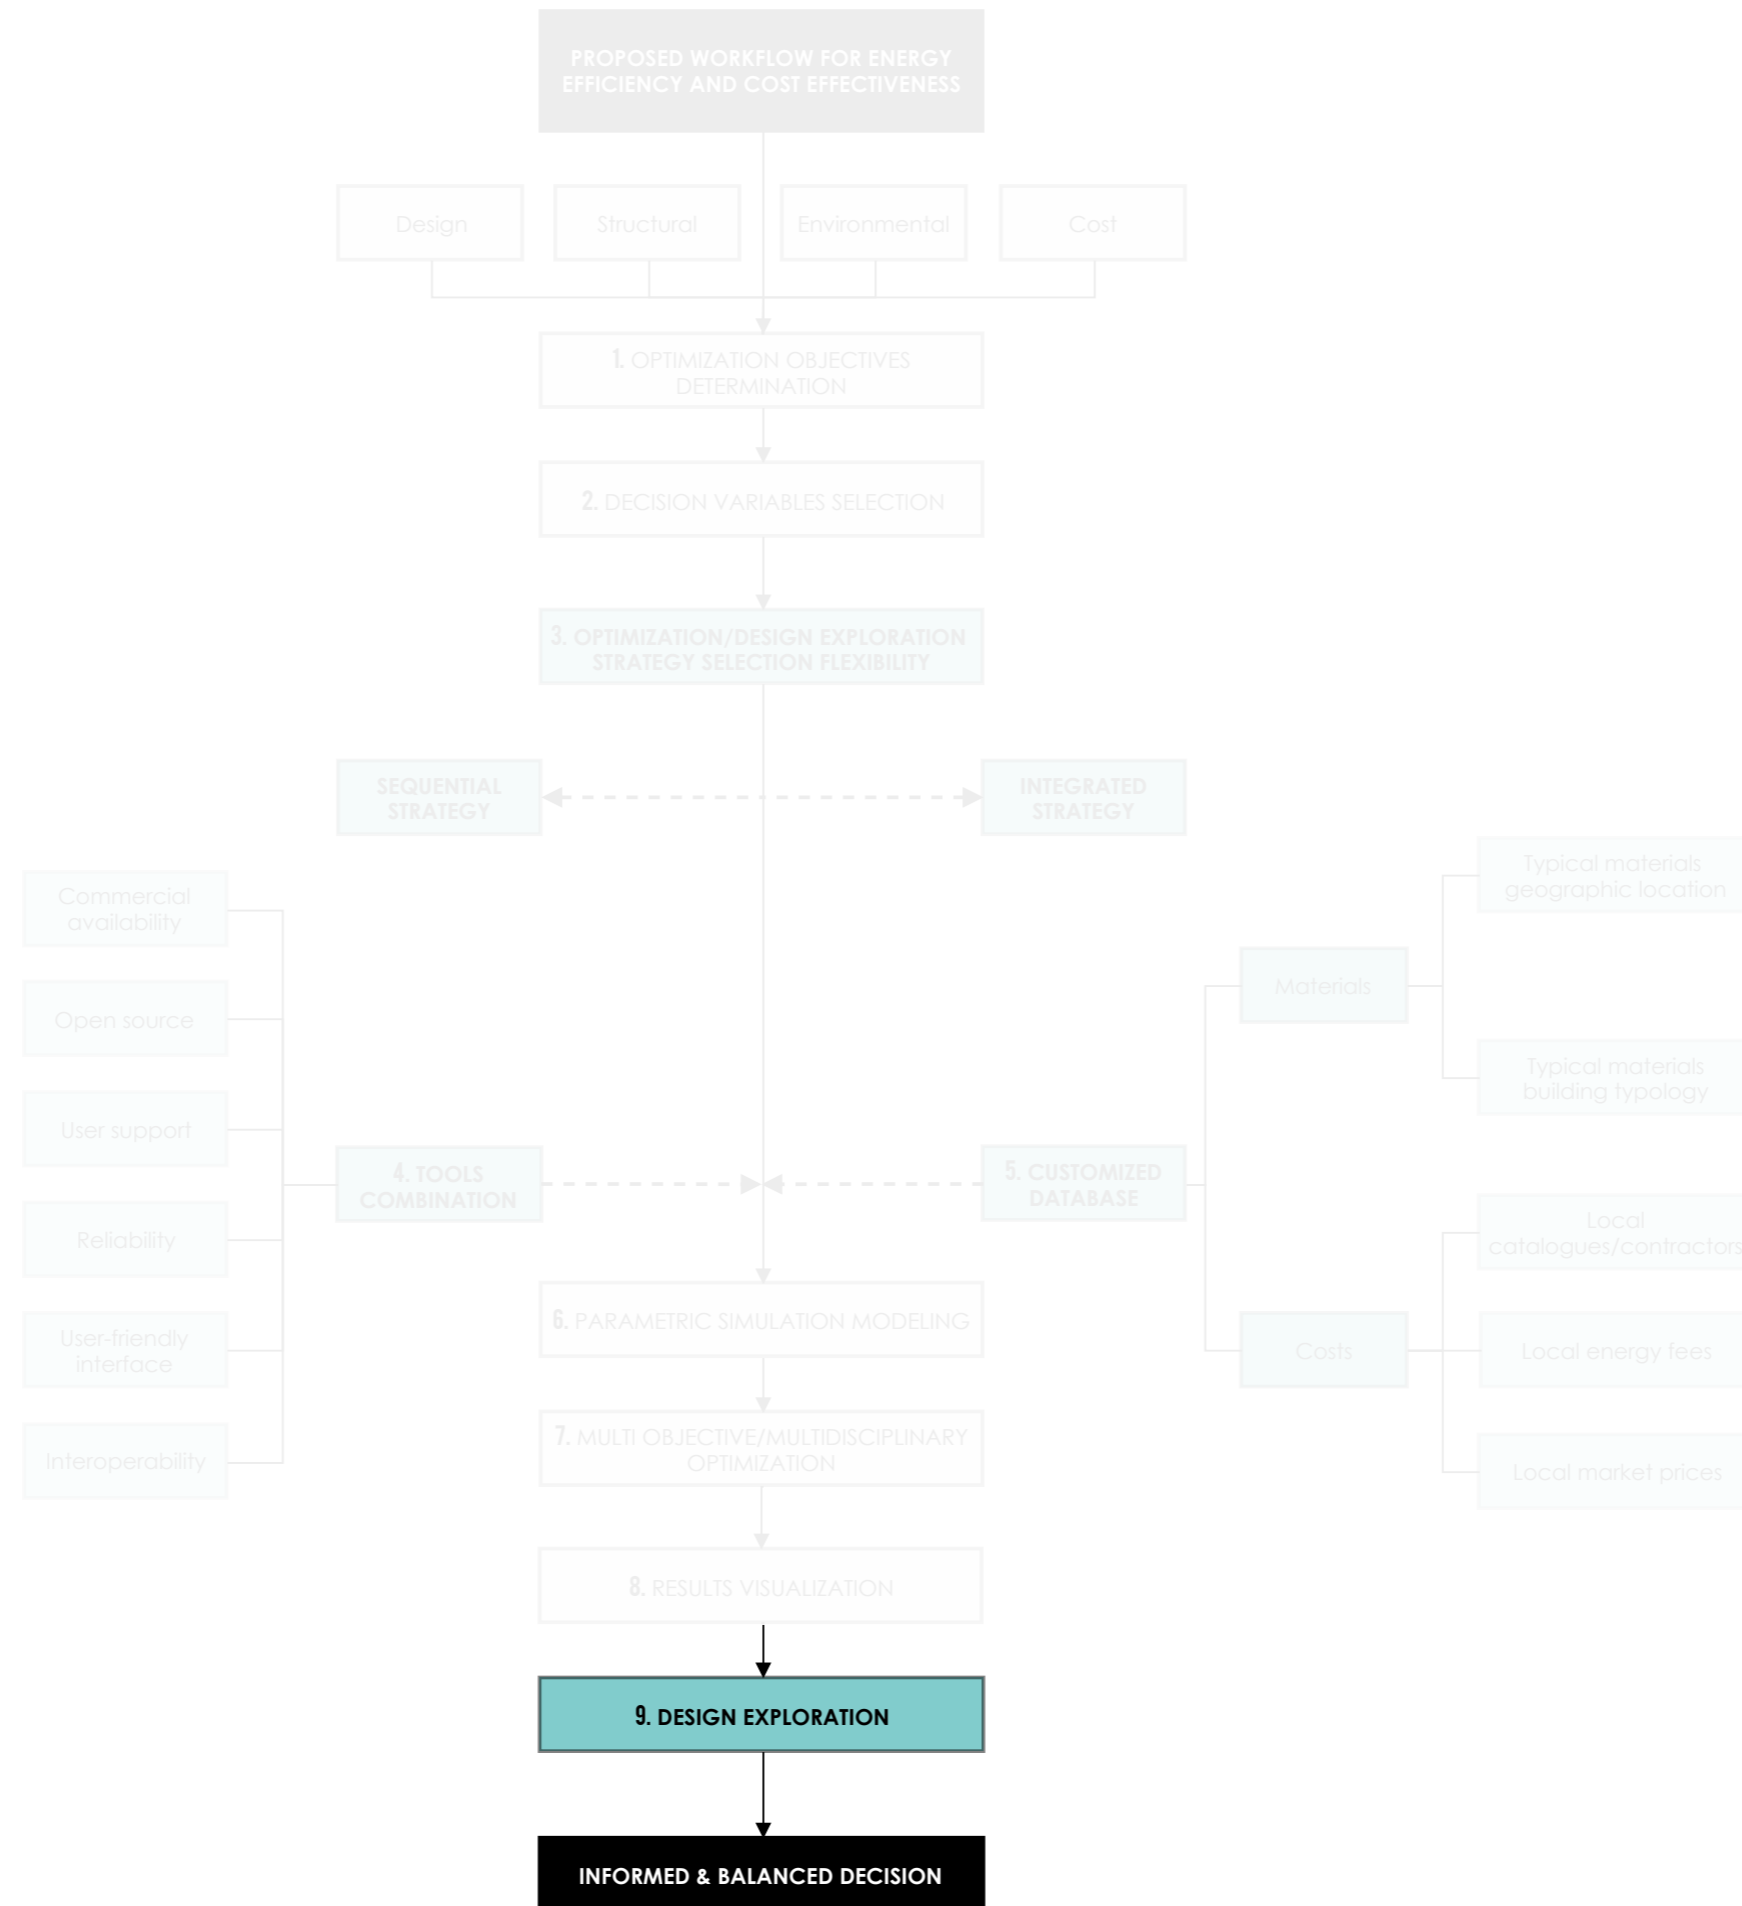 PROPOSED WORKFLOW FOR ENERGY
EFFICIENCY AND COST EFFECTIVENESS
Design
Structural
Environmental
Cost
1. OPTIMIZATION OBJECTIVES
DETERMINATION
2. DECISION VARIABLES SELECTION
3. OPTIMIZATION/DESIGN EXPLORATION
STRATEGY SELECTION FLEXIBILITY
SEQUENTIAL
STRATEGY
INTEGRATED
STRATEGY
Commercial
availability
Open source
User support
Reliability
User-friendly
interface
Interoperability
4. TOOLS
COMBINATION
5. CUSTOMIZED
DATABASE
Materials
Typical materials
geographic location
Typical materials
building typology
Costs
Local
catalogues/contractors
Local energy fees
Local market prices
6. PARAMETRIC SIMULATION MODELING
7. MULTI OBJECTIVE/MULTIDISCIPLINARY
OPTIMIZATION
8. RESULTS VISUALIZATION
9. DESIGN EXPLORATION
INFORMED & BALANCED DECISION